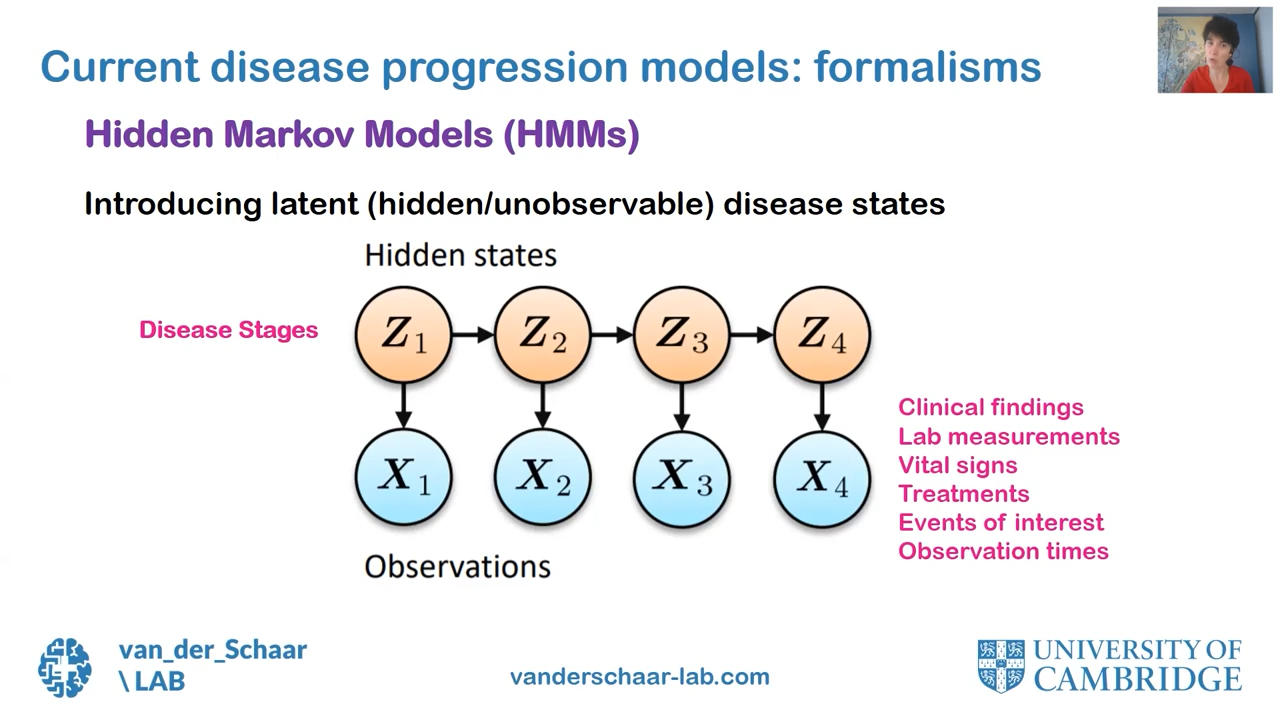 Current disease progression models: formalisms
Hidden Markov Models (HMMs)
Introducing latent (hidden/unobservable) disease states
Hidden states
Disease Stages
Z1
Z2
Z3
Z4
X1
X2
X3
X4
Clinical findings
Lab measurements
Vital signs
Treatments
Events of interest
Observation times
Observations
van_der_Schaar
\ LAB
vanderschaar-lab.com
UNIVERSITY OF
CAMBRIDGE